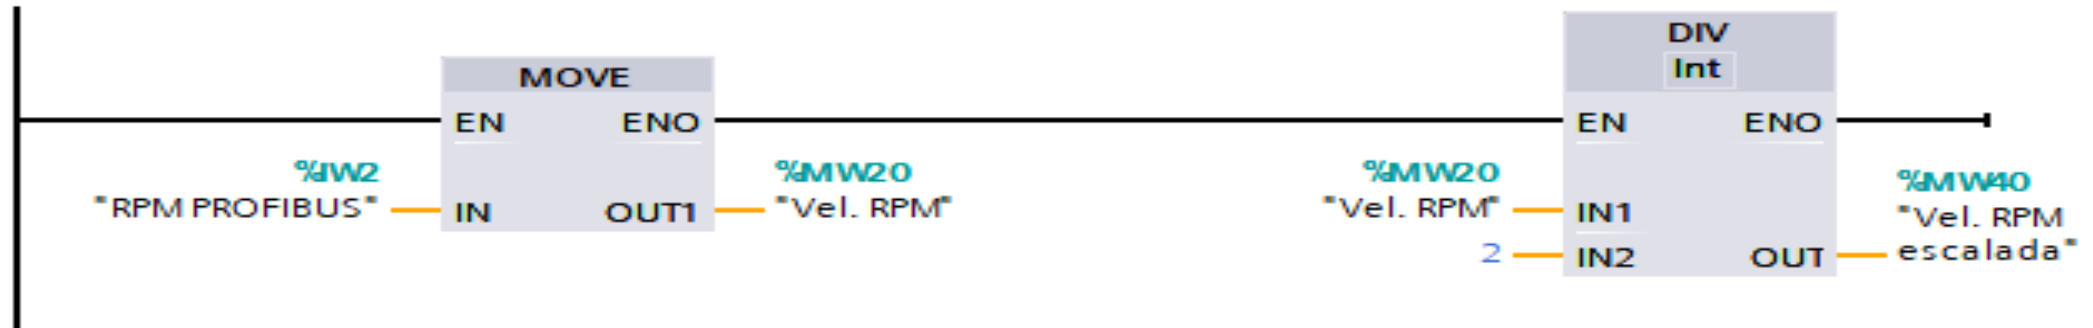 MOVE
EN ENO
%IW2
"RPM PROFIBUS"
IN OUT1
%MW20
"Vel. RPM"
DIV
Int
EN ENO
%MW20
"Vel. RPM"
IN1
2
IN2 OUT
%MW40
"Vel. RPM
escalada"